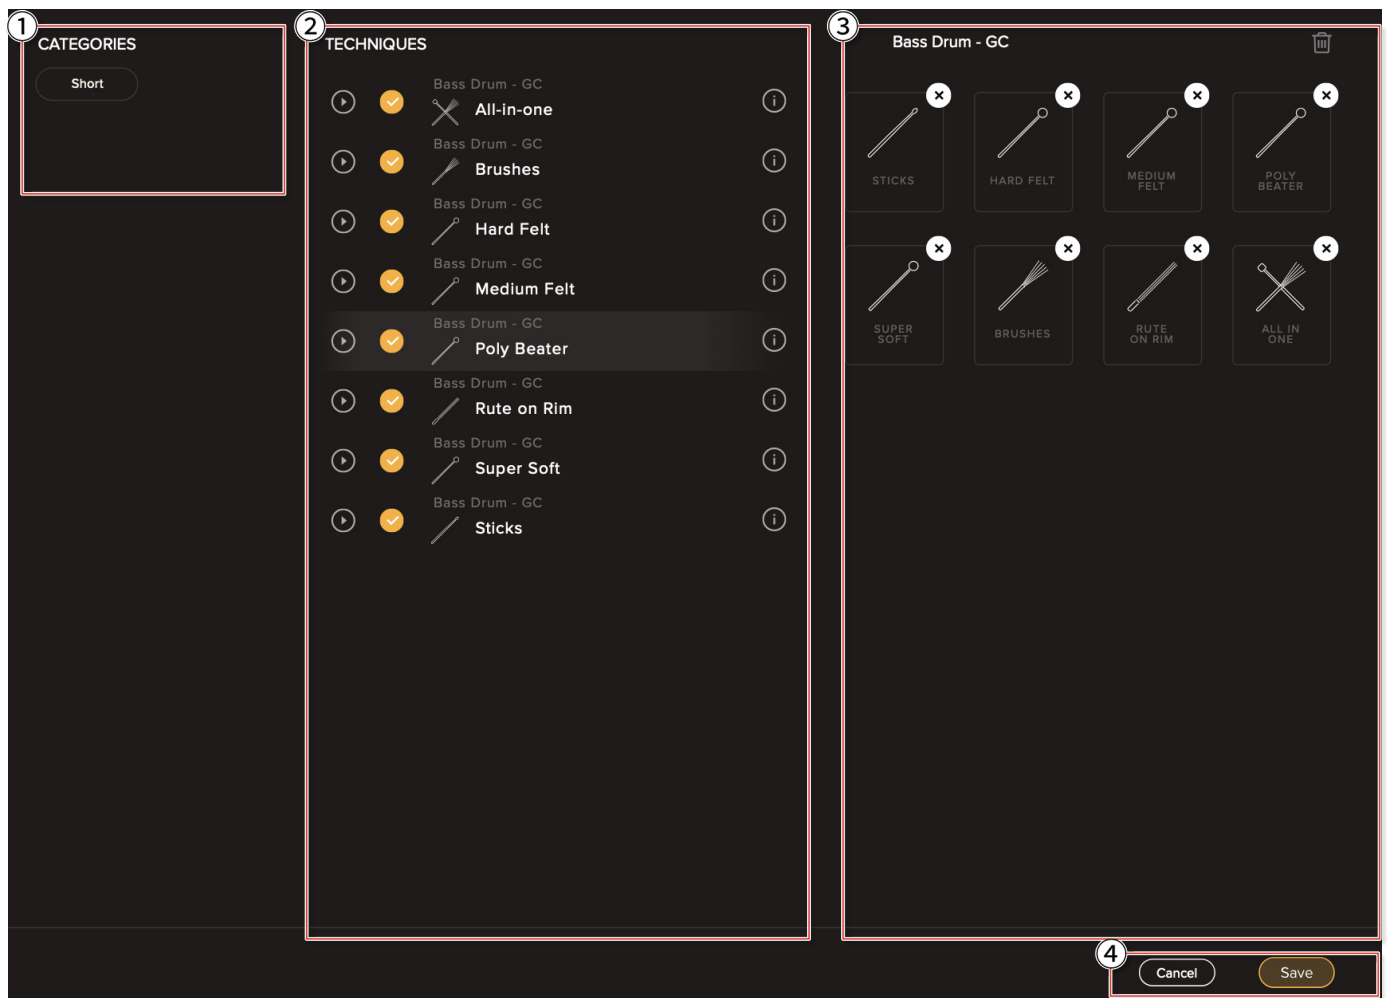 1
CATEGORIES
Short
2
TECHNIQUES
Bass Drum - GC
All-in-one
Bass Drum - GC
Brushes
Bass Drum - GC
Hard Felt
Bass Drum - GC
Medium Felt
Bass Drum - GC
Poly Beater
Bass Drum - GC
Rute on Rim
Bass Drum - GC
Super Soft
Bass Drum - GC
Sticks
3
Bass Drum - GC
STICKS
HARD FELT
MEDIUM
FELT
POLY
BEATER
SUPER
SOFT
BRUSHES
RUTE
ON RIM
ALL IN
ONE
4
Cancel
Save